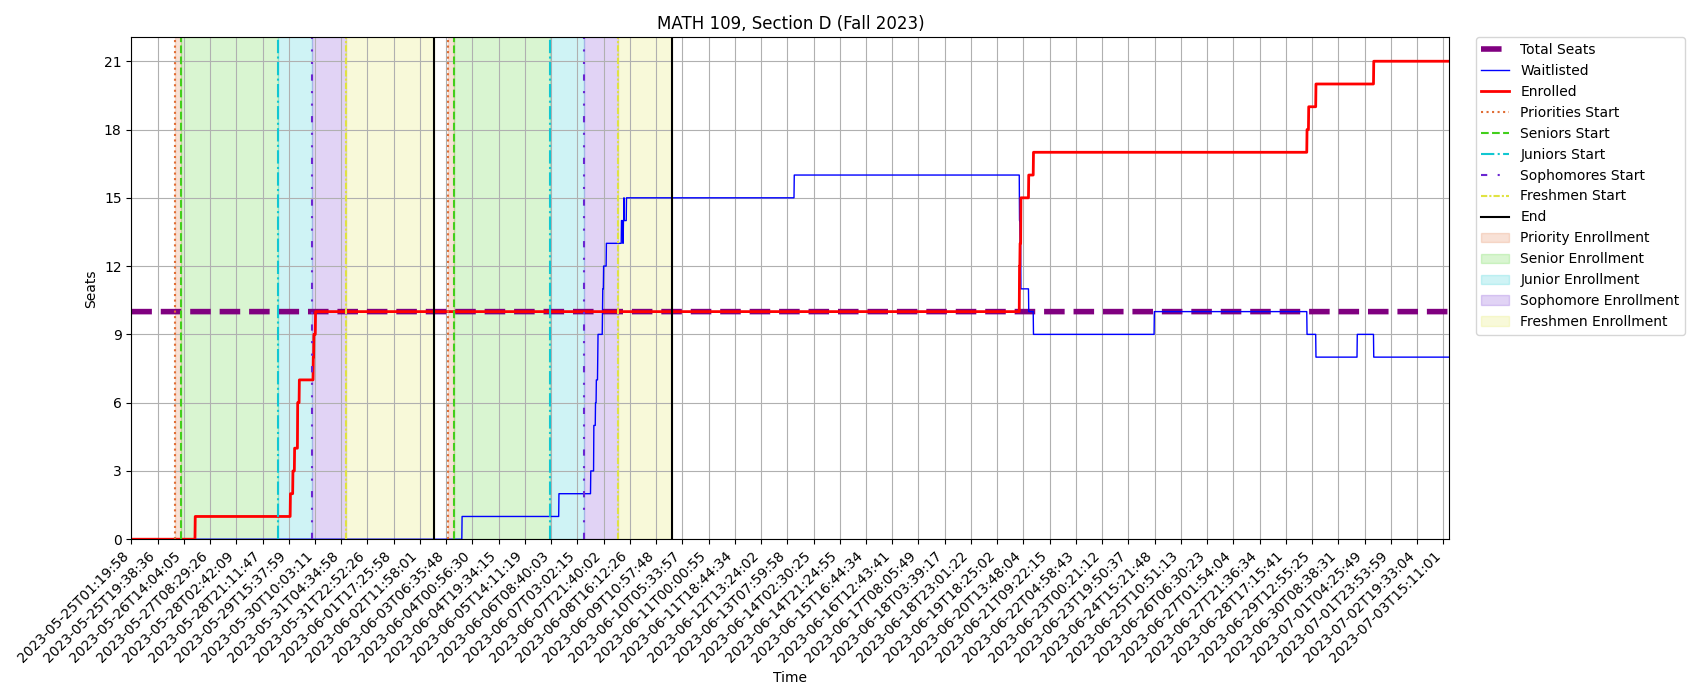 MATH 109, Section D (Fall 2023)
Seats
21
18
15
12
9
6
3
0
2023-05-25T01:19:58
2023-05-25T19:38:36
2023-05-26T14:04:05
2023-05-27T08:29:26
2023-05-28T02:42:09
2023-05-28T21:11:47
2023-05-29T15:37:59
2023-05-30T10:03:11
2023-05-31T04:34:58
2023-05-31T22:52:26
2023-06-01T17:25:58
2023-06-02T11:58:01
2023-06-03T06:35:48
2023-06-04T00:56:30
2023-06-04T19:34:15
2023-06-05T14:11:19
2023-06-06T08:40:03
2023-06-07T03:02:15
2023-06-07T21:40:02
2023-06-08T16:12:26
2023-06-09T10:57:48
2023-06-10T05:33:57
2023-06-11T00:00:55
2023-06-11T18:44:34
2023-06-12T13:24:02
2023-06-13T07:59:58
2023-06-14T02:30:25
2023-06-14T21:24:55
2023-06-15T16:44:34
2023-06-16T12:43:41
2023-06-17T08:05:49
2023-06-18T03:39:17
2023-06-18T23:01:22
2023-06-19T18:25:02
2023-06-20T13:48:04
2023-06-21T09:22:15
2023-06-22T04:58:43
2023-06-23T00:21:12
2023-06-23T19:50:37
2023-06-24T15:21:48
2023-06-25T10:51:13
2023-06-26T06:30:23
2023-06-27T01:54:04
2023-06-27T21:36:34
2023-06-28T17:15:41
2023-06-29T12:55:25
2023-06-30T08:38:31
2023-07-01T04:25:49
2023-07-01T23:53:59
2023-07-02T19:33:04
2023-07-03T15:11:01
Time
Total Seats
Waitlisted
Enrolled
Priorities Start
Seniors Start
Juniors Start
Sophomores Start
Freshmen Start
End
Priority Enrollment
Senior Enrollment
Junior Enrollment
Sophomore Enrollment
Freshmen Enrollment